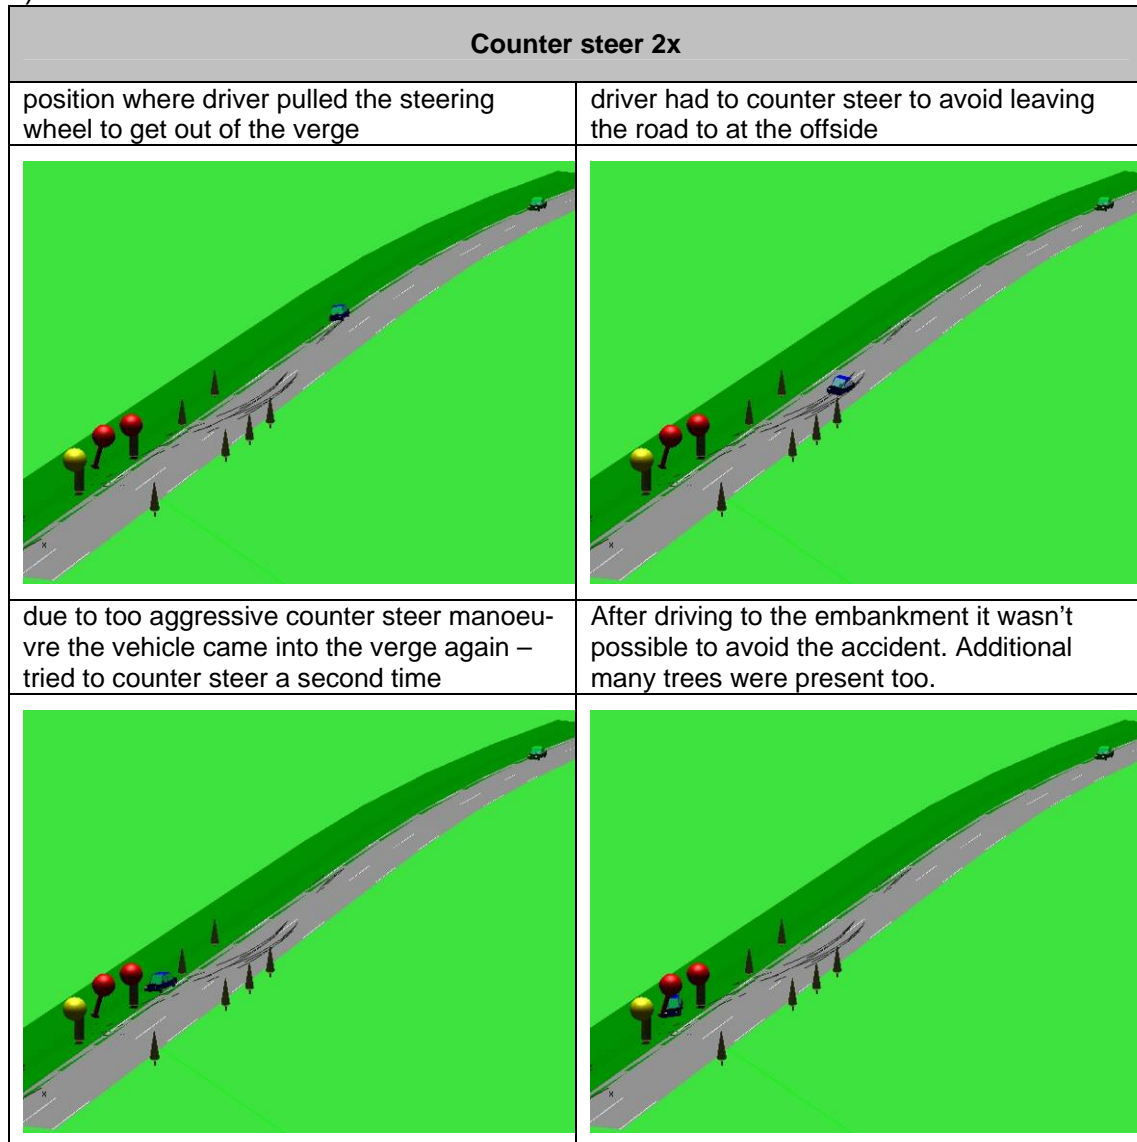 Counter steer 2x
position where driver pulled the steering
wheel to get out of the verge
driver had to counter steer to avoid leaving
the road to at the offside
x
x
due to too aggressive counter steer manoeu-
vre the vehicle came into the verge again –
tried to counter steer a second time
After driving to the embankment it wasn’t
possible to avoid the accident. Additional
many trees were present too.
x
x